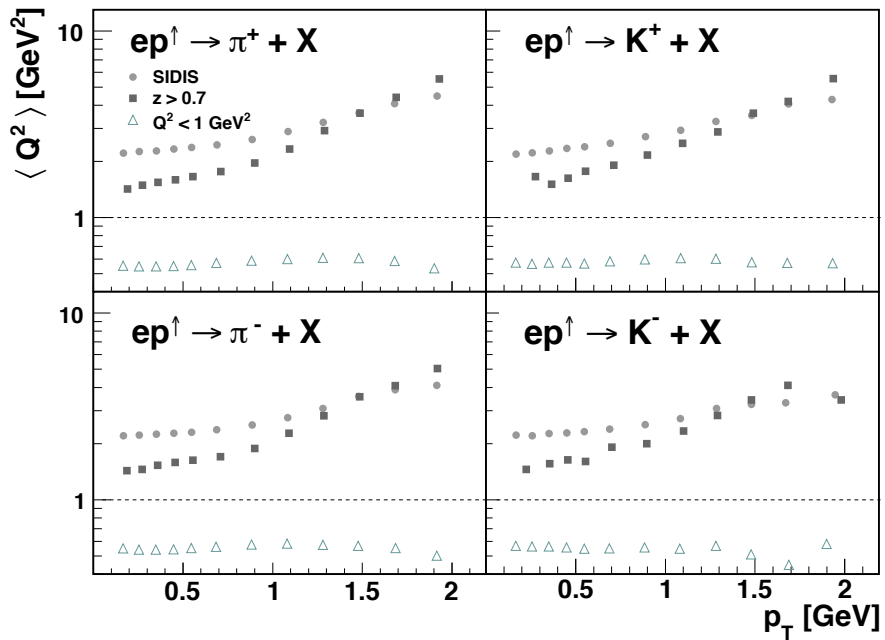 ⟨ Q² ⟩ [GeV²]
10
1
ep↑ → π⁺ + X
SIDIS
z > 0.7
Q² < 1 GeV²
ep↑ → K⁺ + X
10
1
ep↑ → π⁻ + X
ep↑ → K⁻ + X
0.5 1 1.5 2 0.5 1 1.5 2
p_T [GeV]